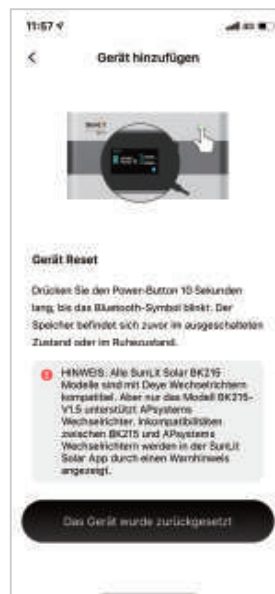 11:57
Gerät hinzufügen
Gerät Reset
Drücken Sie den Power-Button 10 Sekunden
lang, bis das Bluetooth-Symbol blinkt. Der
Speicher befindet sich zuvor im ausgeschalteten
Zustand oder im Ruhezustand.
HINWEIS: Alle SunLit Solar BK215
Modelle sind mit Deye Wechselrichtern
kompatibel. Aber nur das Modell BK215-
V1.5 unterstützt APsystems
Wechselrichter. Inkompatibilitäten
zwischen BK215 und APsystems
Wechselrichtern werden in der SunLit
Solar App durch einen Warnhinweis
angezeigt.
Das Gerät wurde zurückgesetzt